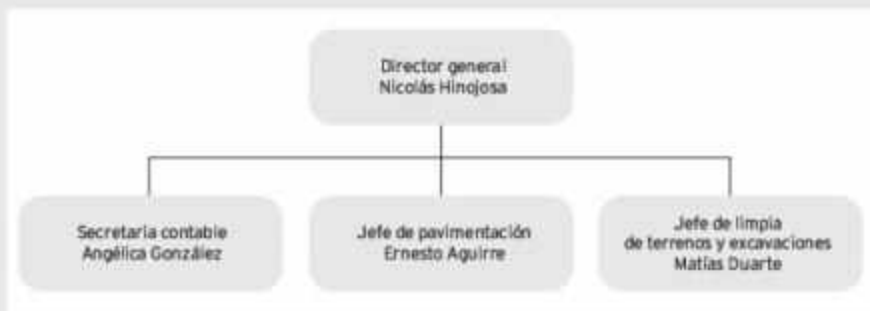 Director general
Nicolás Hinojosa
Secretaria contable
Angélica González
Jefe de pavimentación
Ernesto Aguirre
Jefe de limpia
de terrenos y excavaciones
Matías Duarte